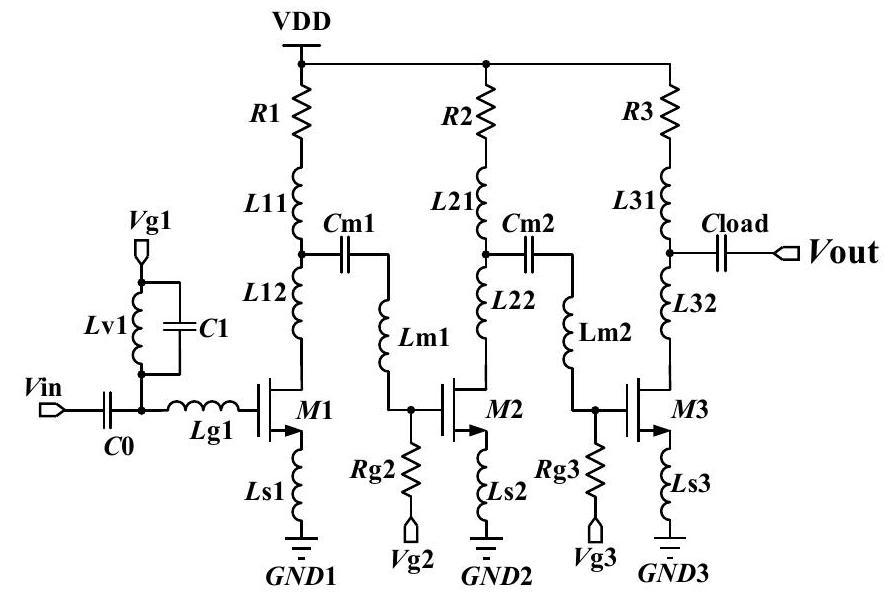 VDD
R1
R2
R3
L11
L21
L31
Vg1
Cm1
Cm2
Cload
Vout
L12
L22
L32
Lv1
C1
Lm1
Lm2
Vin
C0
Lg1
M1
M2
M3
Ls1
Rg2
Ls2
Rg3
Ls3
Vg2
Vg3
GND1
GND2
GND3